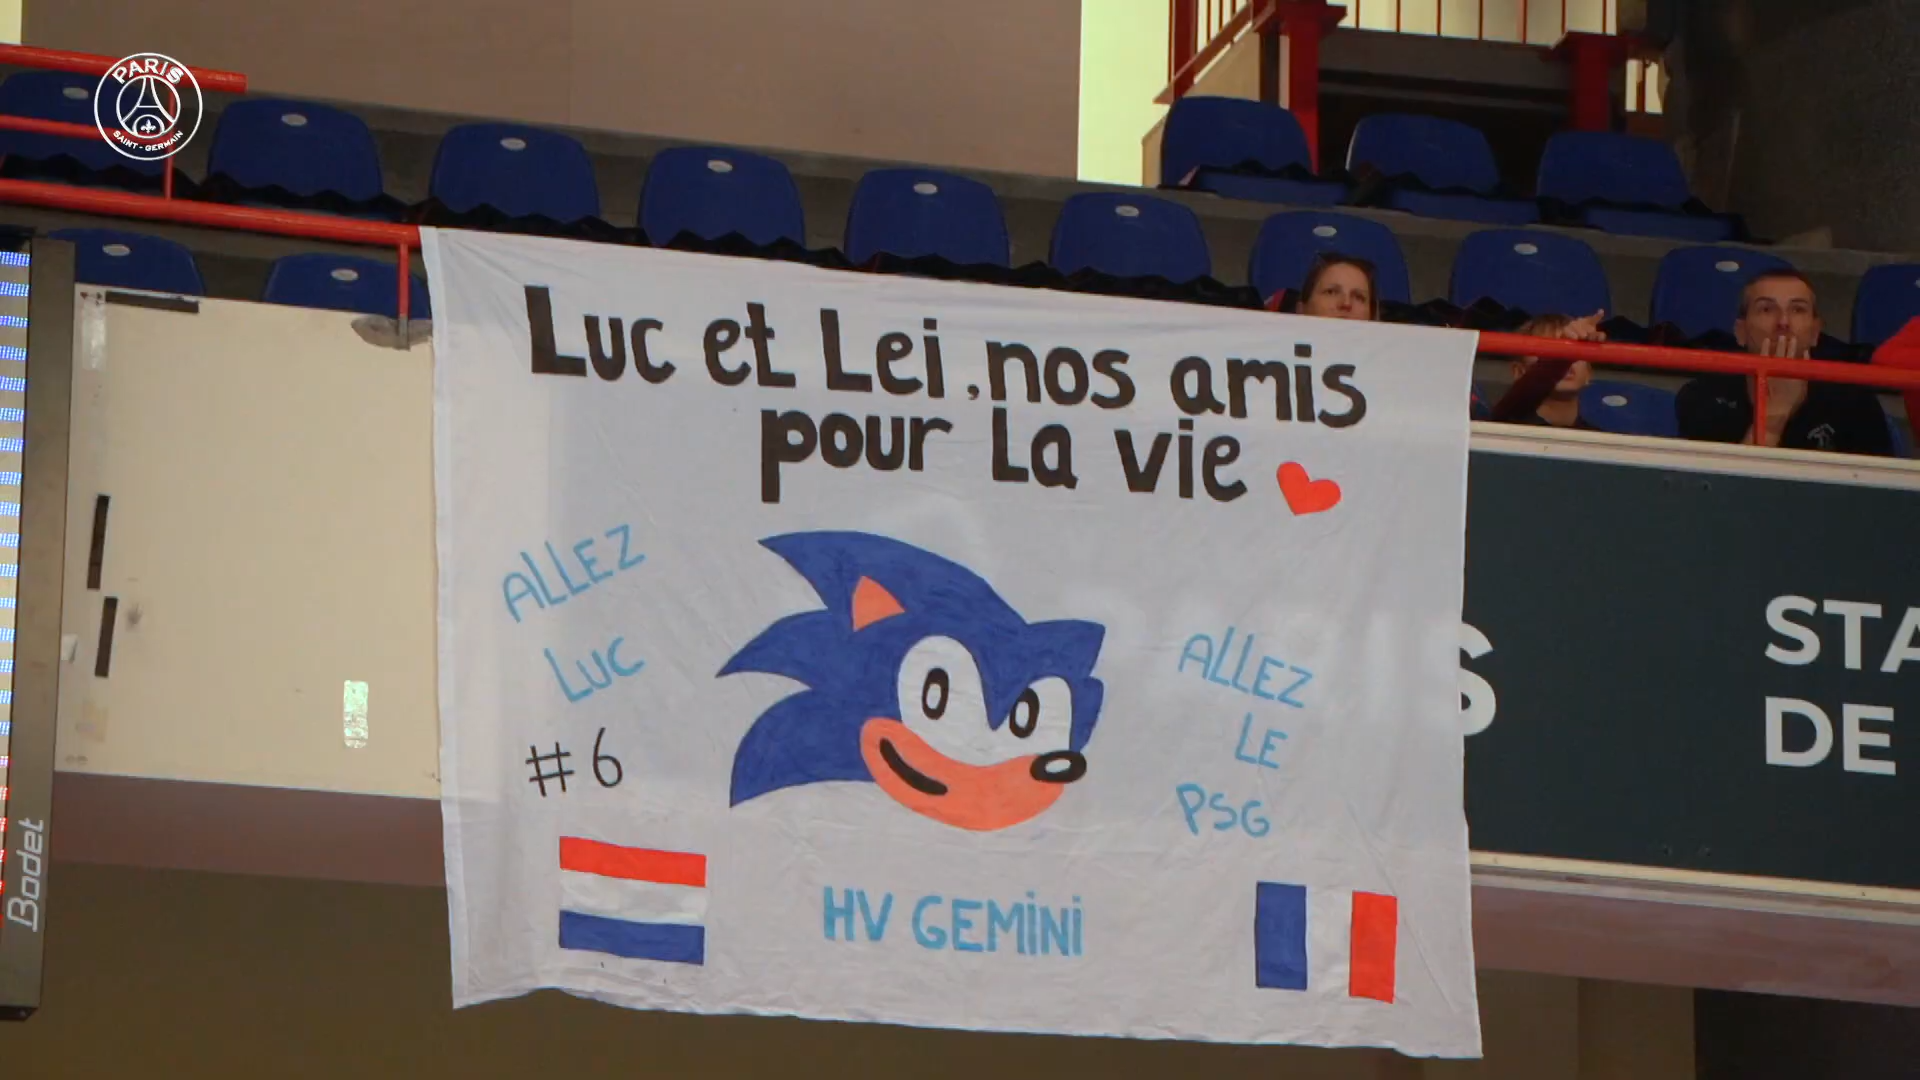 PARIS
SAINT-GERMAIN
Luc et Lei, nos amis
pour La vie
ALLEZ
LUC
#6
ALLEZ
LE
PSG
HV GEMiNi
S
STA
DE
Bodet